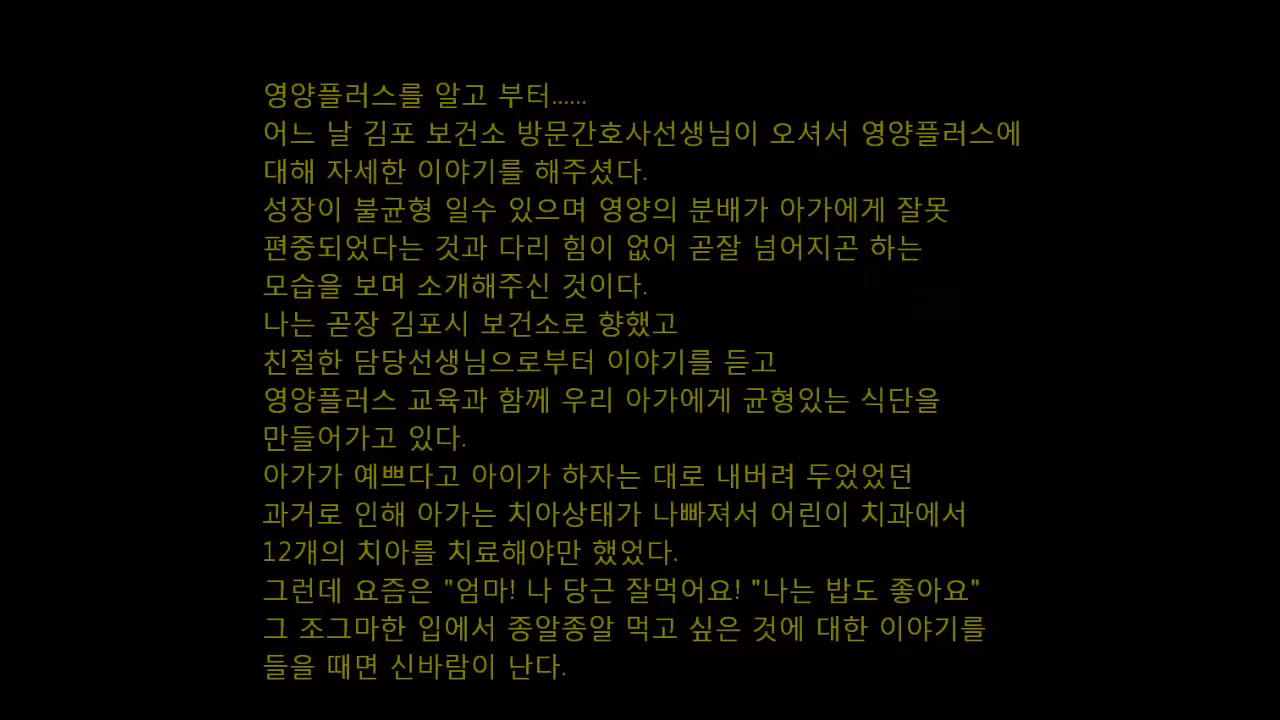 영양플러스를 알고 부터......
어느 날 김포 보건소 방문간호사선생님이 오셔서 영양플러스에
대해 자세한 이야기를 해주셨다.
성장이 불균형 일수 있으며 영양의 분배가 아가에게 잘못
편중되었다는 것과 다리 힘이 없어 곧잘 넘어지곤 하는
모습을 보며 소개해주신 것이다.
나는 곧장 김포시 보건소로 향했고
친절한 담당선생님으로부터 이야기를 듣고
영양플러스 교육과 함께 우리 아가에게 균형있는 식단을
만들어가고 있다.
아가가 예쁘다고 아이가 하자는 대로 내버려 두었었던
과거로 인해 아가는 치아상태가 나빠져서 어린이 치과에서
12개의 치아를 치료해야만 했었다.
그런데 요즘은 "엄마! 나 당근 잘먹어요! "나는 밥도 좋아요"
그 조그마한 입에서 종알종알 먹고 싶은 것에 대한 이야기를
들을 때면 신바람이 난다.